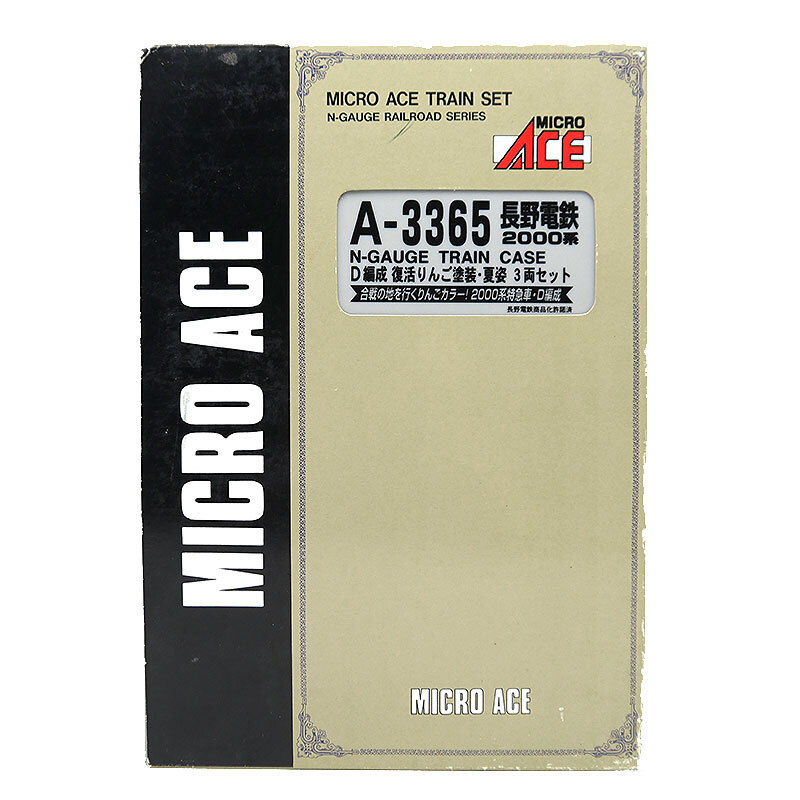 MICRO ACE
MICRO ACE TRAIN SET
N-GAUGE RAILROAD SERIES
MICRO
ACE
A-3365 長野電鉄
2000系
N-GAUGE TRAIN CASE
D編成 復活りんご塗装・夏姿 3両セット
合戦の地を行くりんごカラー!2000系特急車・D編成
長野電鉄商品化許諾済
MICRO ACE